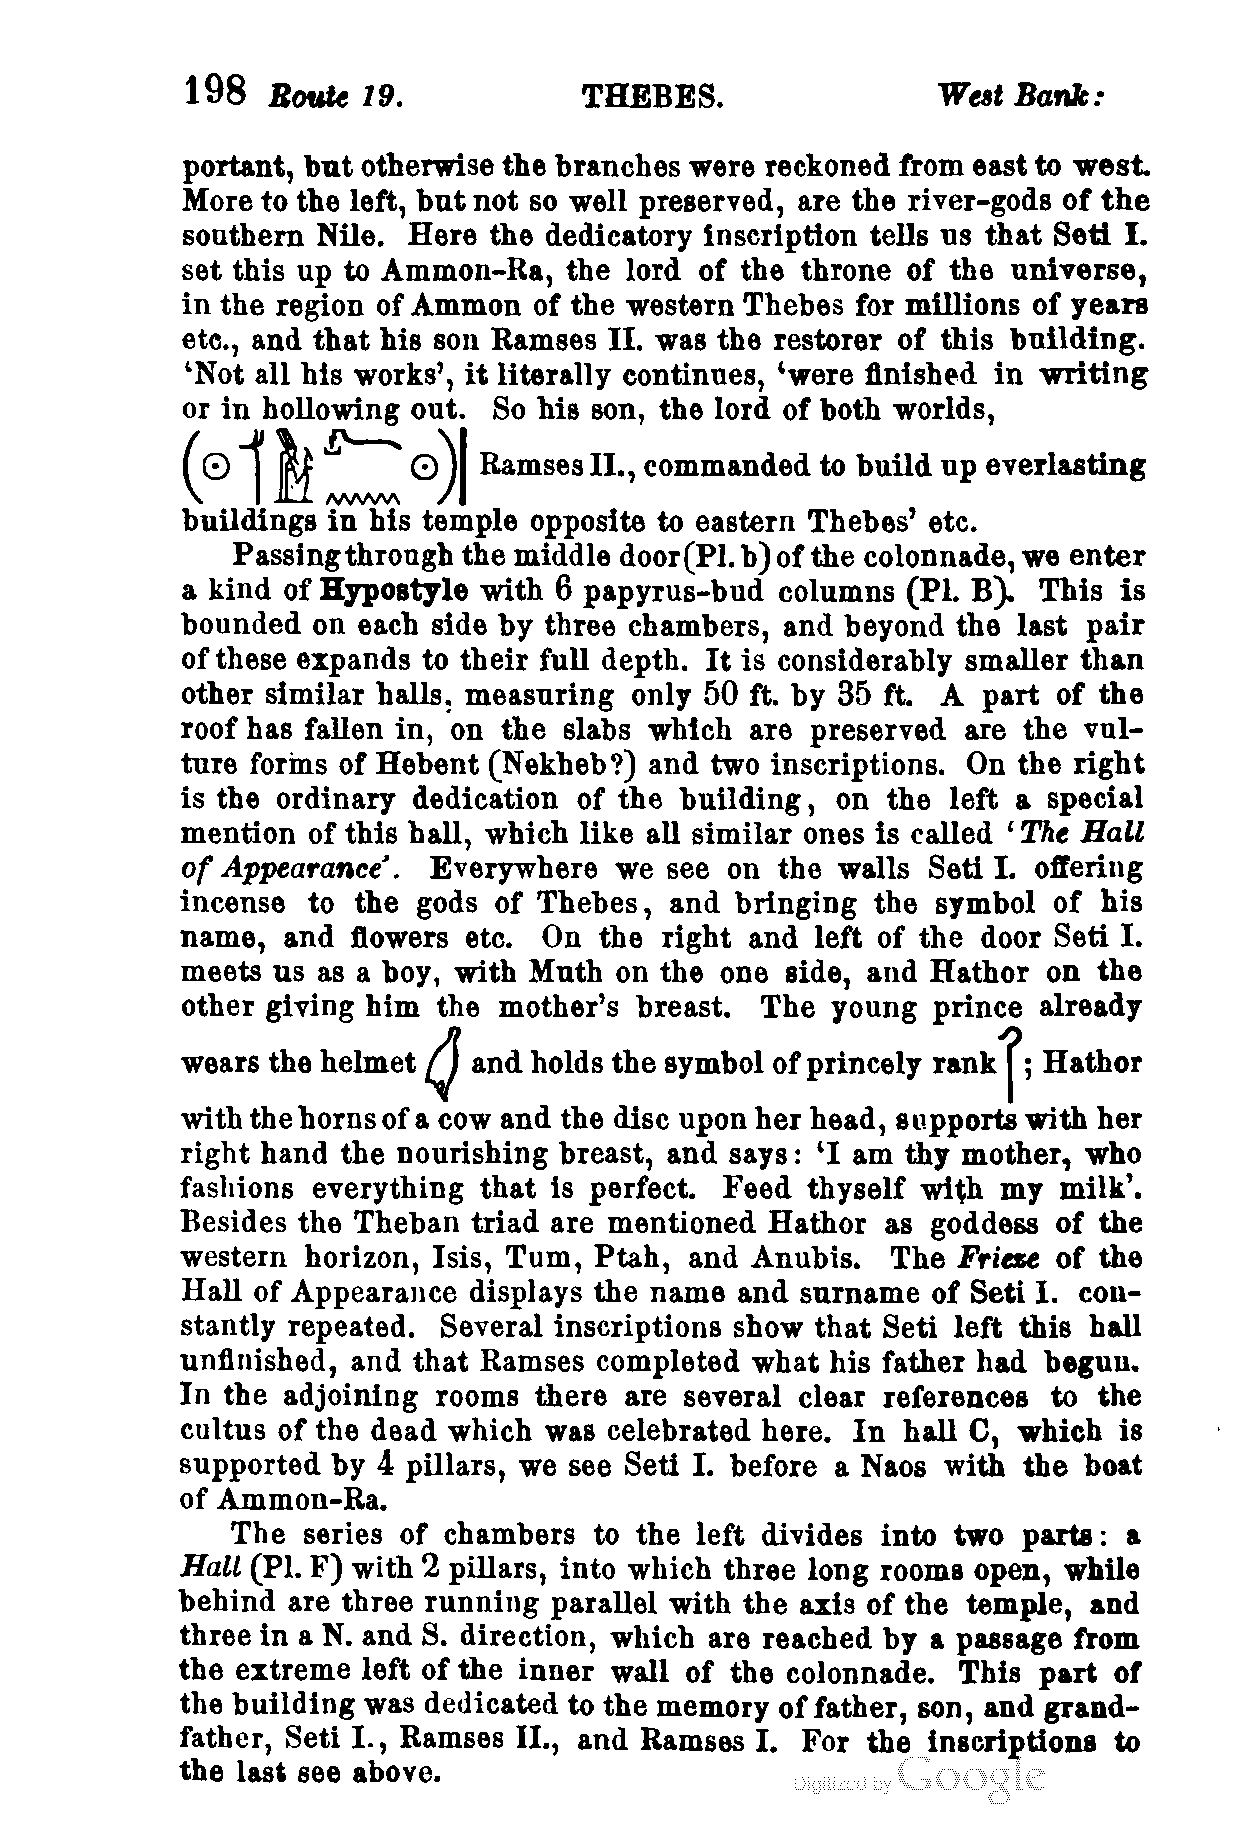 198 Route 19. THEBES. West Bank:
portant, but otherwise the branches were reckoned from east to west.
More to the left, but not so well preserved, are the river-gods of the
southern Nile. Here the dedicatory inscription tells us that Seti I.
set this up to Ammon-Ra, the lord of the throne of the universe,
in the region of Ammon of the western Thebes for millions of years
etc., and that his son Ramses II. was the restorer of this building.
‘Not all his works’, it literally continues, ‘were finished in writing
or in hollowing out. So his son, the lord of both worlds,
Ramses II., commanded to build up everlasting
buildings in his temple opposite to eastern Thebes’ etc.
Passing through the middle door (Pl. b) of the colonnade, we enter
a kind of Hypostyle with 6 papyrus-bud columns (Pl. B). This is
bounded on each side by three chambers, and beyond the last pair
of these expands to their full depth. It is considerably smaller than
other similar halls, measuring only 50 ft. by 35 ft. A part of the
roof has fallen in, on the slabs which are preserved are the vul-
ture forms of Hebent (Nekheb?) and two inscriptions. On the right
is the ordinary dedication of the building, on the left a special
mention of this hall, which like all similar ones is called ‘The Hall
of Appearance’. Everywhere we see on the walls Seti I. offering
incense to the gods of Thebes, and bringing the symbol of his
name, and flowers etc. On the right and left of the door Seti I.
meets us as a boy, with Muth on the one side, and Hathor on the
other giving him the mother's breast. The young prince already
wears the helmet and holds the symbol of princely rank ; Hathor
with the horns of a cow and the disc upon her head, supports with her
right hand the nourishing breast, and says: ‘I am thy mother, who
fashions everything that is perfect. Feed thyself with my milk’.
Besides the Theban triad are mentioned Hathor as goddess of the
western horizon, Isis, Tum, Ptah, and Anubis. The Frieze of the
Hall of Appearance displays the name and surname of Seti I. con-
stantly repeated. Several inscriptions show that Seti left this hall
unfinished, and that Ramses completed what his father had begun.
In the adjoining rooms there are several clear references to the
cultus of the dead which was celebrated here. In hall C, which is
supported by 4 pillars, we see Seti I. before a Naos with the boat
of Ammon-Ra.
The series of chambers to the left divides into two parts: a
Hall (Pl. F) with 2 pillars, into which three long rooms open, while
behind are three running parallel with the axis of the temple, and
three in a N. and S. direction, which are reached by a passage from
the extreme left of the inner wall of the colonnade. This part of
the building was dedicated to the memory of father, son, and grand-
father, Seti I., Ramses II., and Ramses I. For the inscriptions to
the last see above.
Digitized by Google